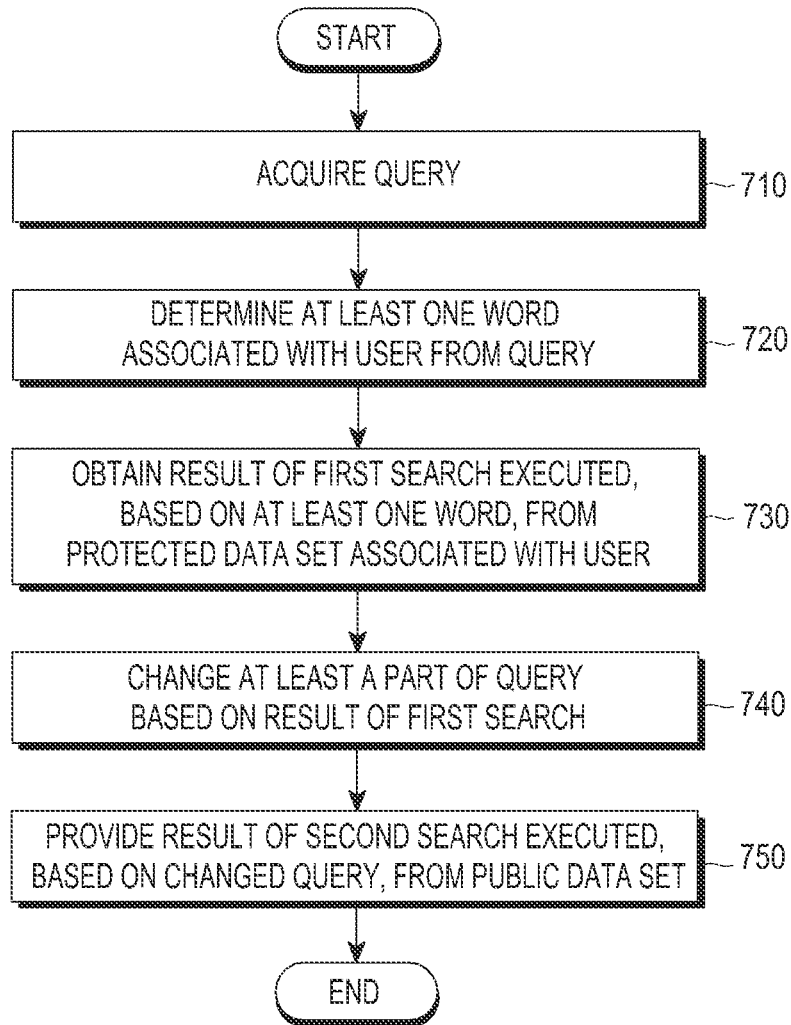 START
ACQUIRE QUERY
710
DETERMINE AT LEAST ONE WORD
ASSOCIATED WITH USER FROM QUERY
720
OBTAIN RESULT OF FIRST SEARCH EXECUTED,
BASED ON AT LEAST ONE WORD, FROM
PROTECTED DATA SET ASSOCIATED WITH USER
730
CHANGE AT LEAST A PART OF QUERY
BASED ON RESULT OF FIRST SEARCH
740
PROVIDE RESULT OF SECOND SEARCH EXECUTED,
BASED ON CHANGED QUERY, FROM PUBLIC DATA SET
750
END